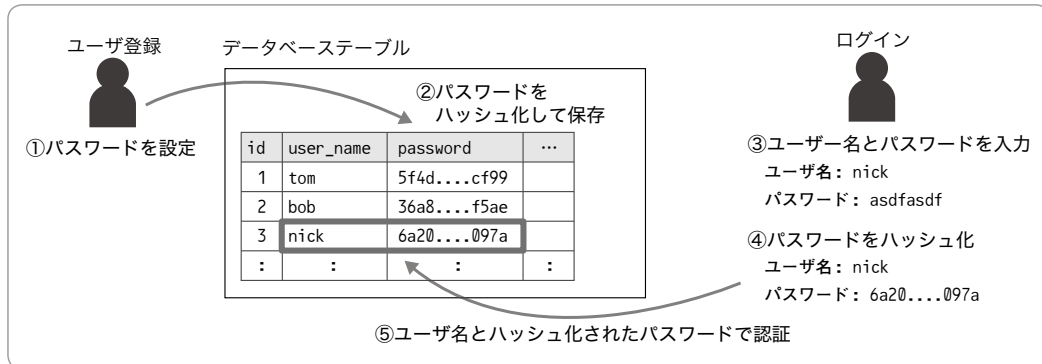 ユーザ登録
データベーステーブル
ログイン
②パスワードを
ハッシュ化して保存
①パスワードを設定
id user_name password …
1 tom 5f4d....cf99
2 bob 36a8....f5ae
3 nick 6a20....097a
: : : :
③ユーザー名とパスワードを入力
ユーザ名: nick
パスワード: asdfasdf
④パスワードをハッシュ化
ユーザ名: nick
パスワード: 6a20....097a
⑤ユーザ名とハッシュ化されたパスワードで認証